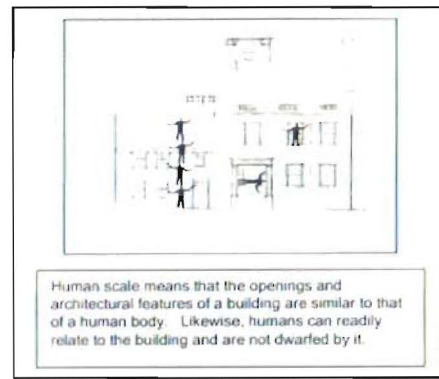 Human scale means that the openings and
architectural features of a building are similar to that
of a human body. Likewise, humans can readily
relate to the building and are not dwarfed by it.